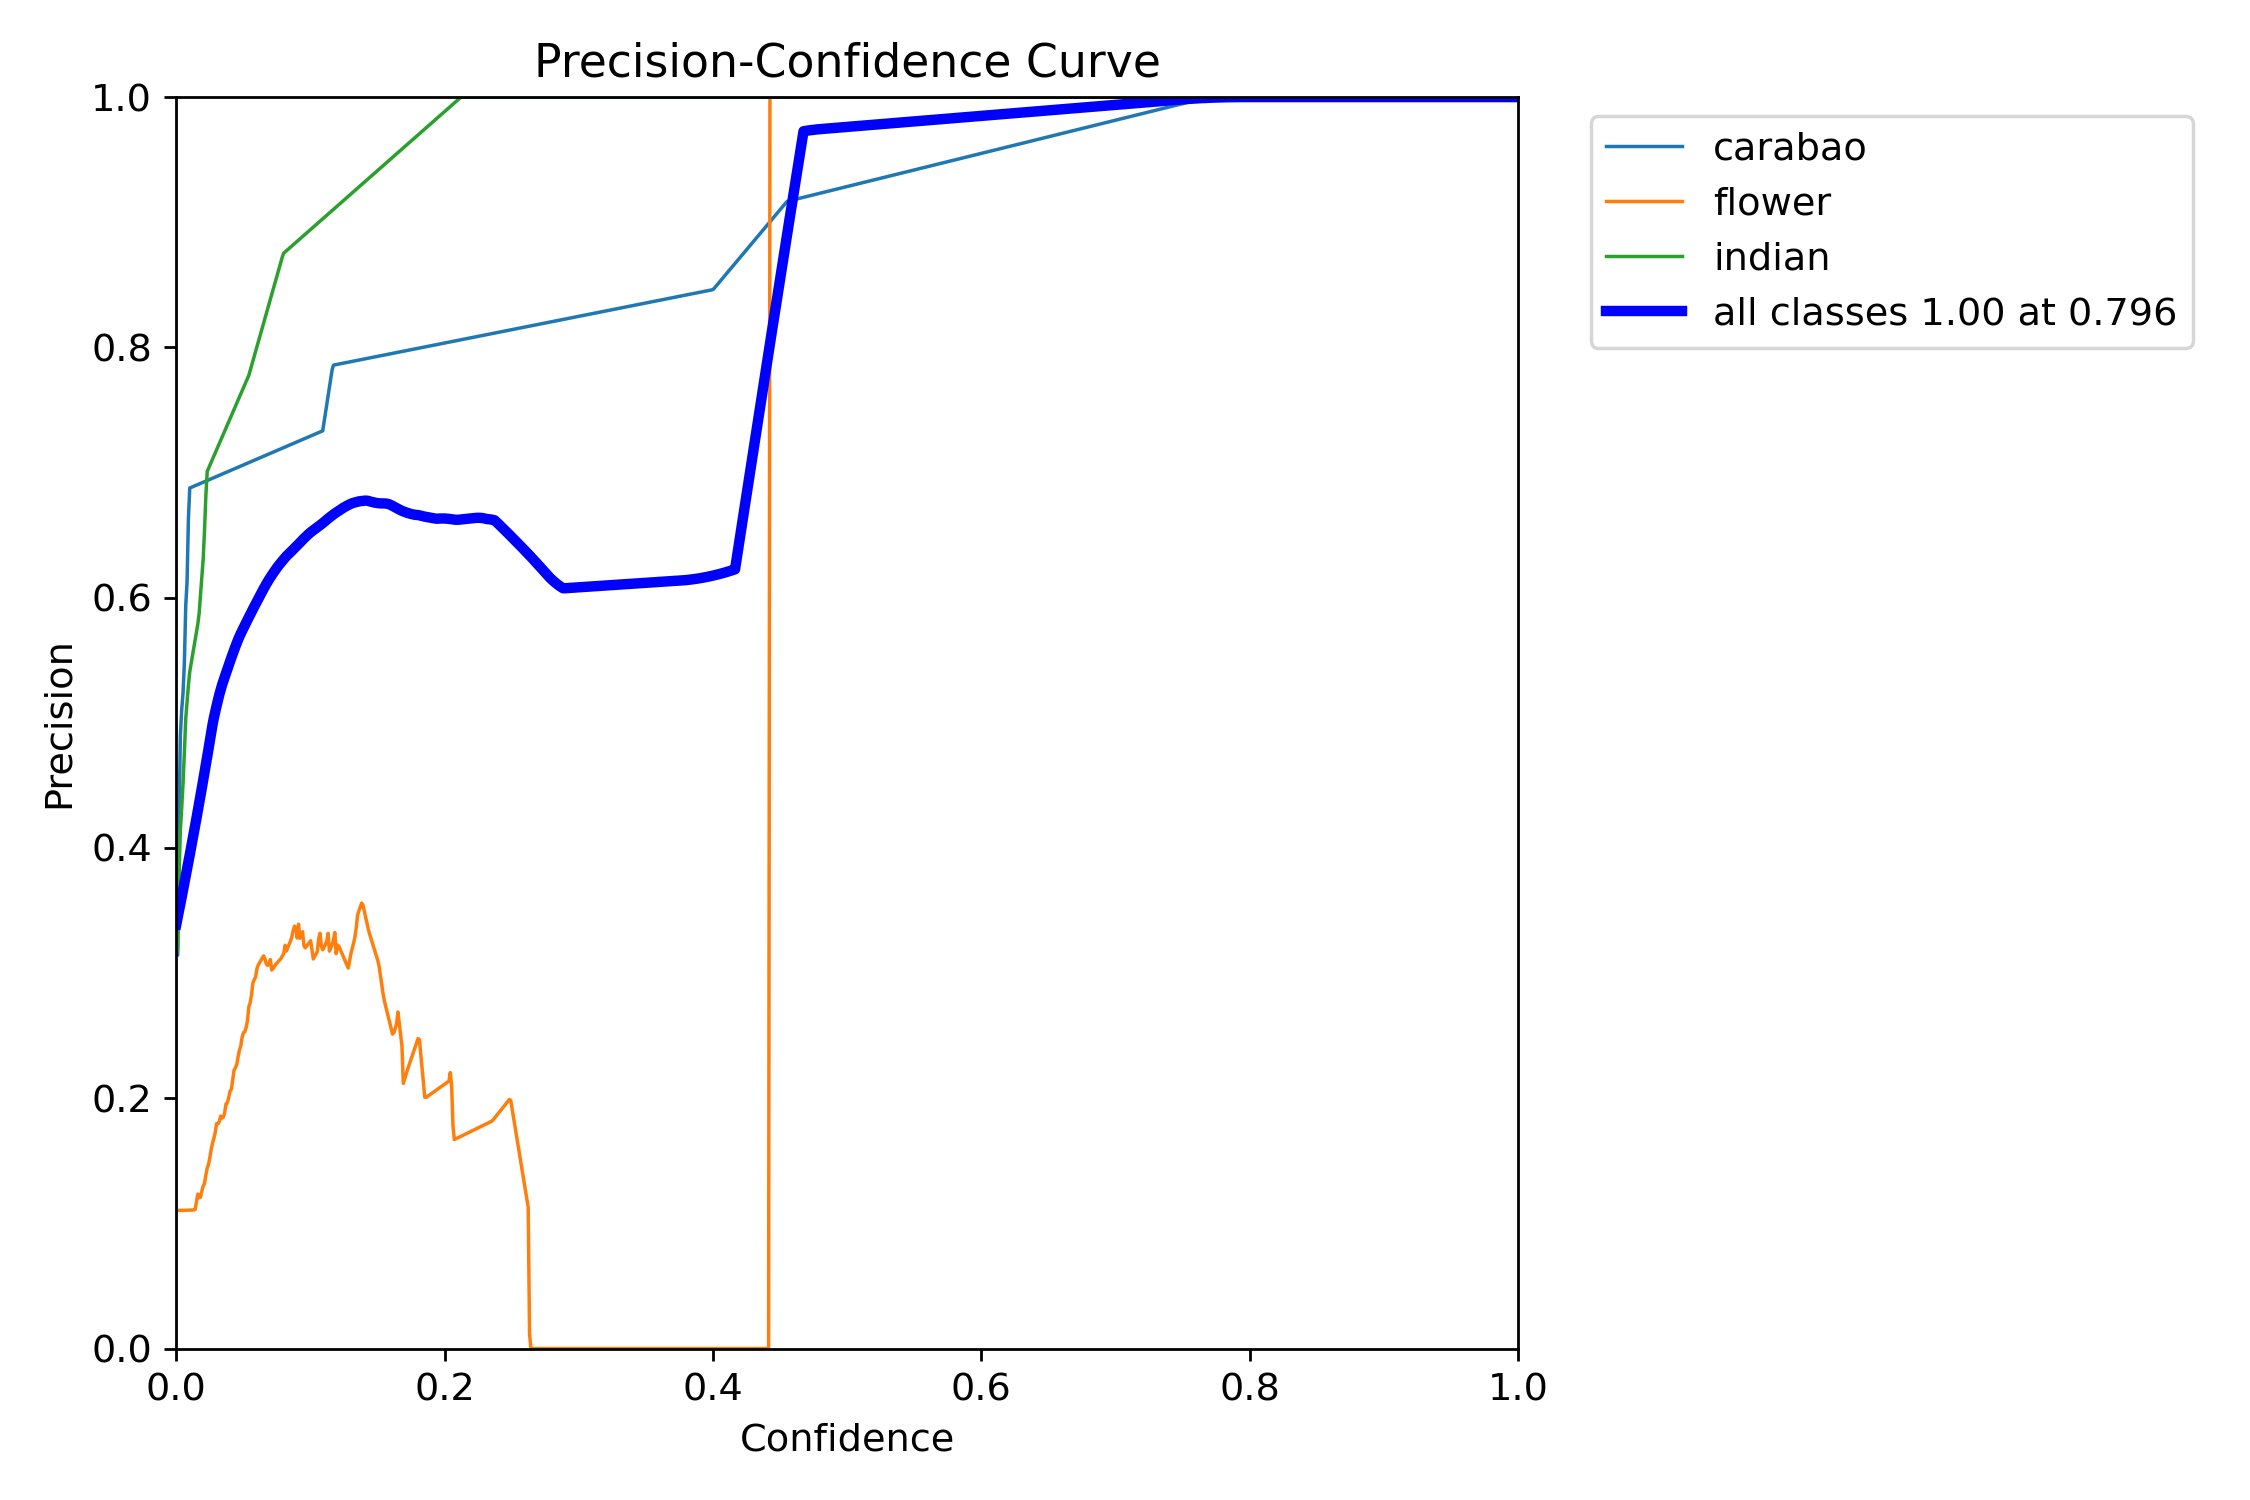 Precision-Confidence Curve
1.0
0.8
0.6
0.4
0.2
0.0
Precision
0.0 0.2 0.4 0.6 0.8 1.0
Confidence
carabao
flower
indian
all classes 1.00 at 0.796